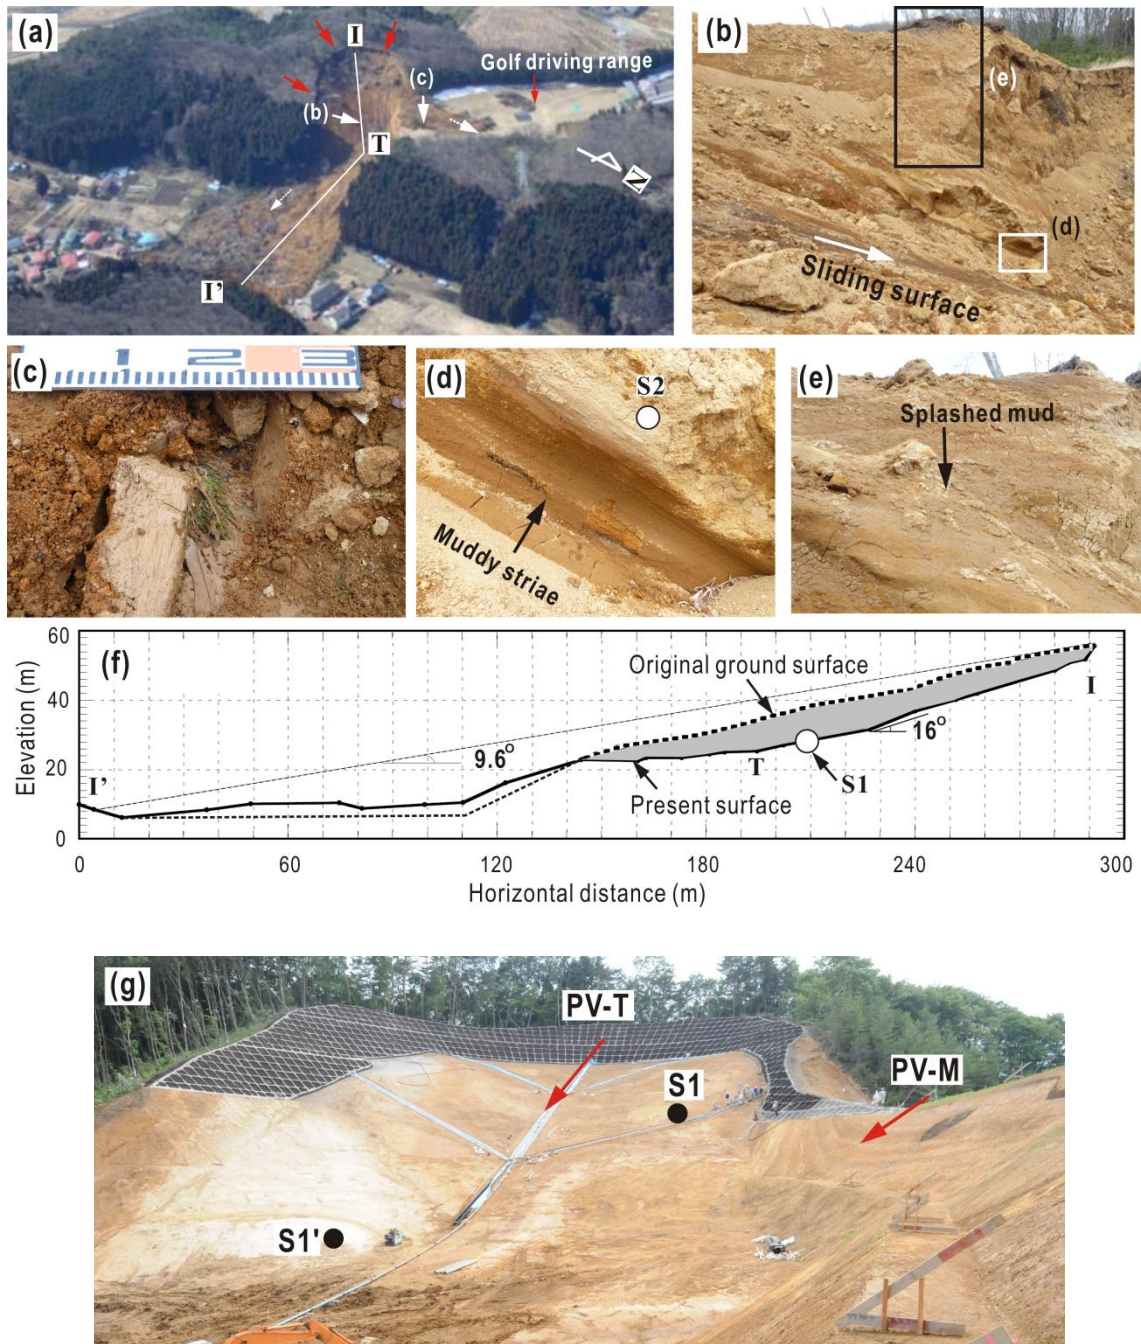 (a)
I
Golf driving range
(c)
(b)
T
N
I'
(b)
(e)
(d)
Sliding surface
(c)
1 2 3
(d)
S2
Muddy striae
(e)
Splashed mud
(f)
60
40
20
0
Elevation (m)
Original ground surface
I
16°
9.6°
T
S1
I'
Present surface
0 60 120 180 240 300
Horizontal distance (m)
(g)
PV-T
S1
PV-M
S1'